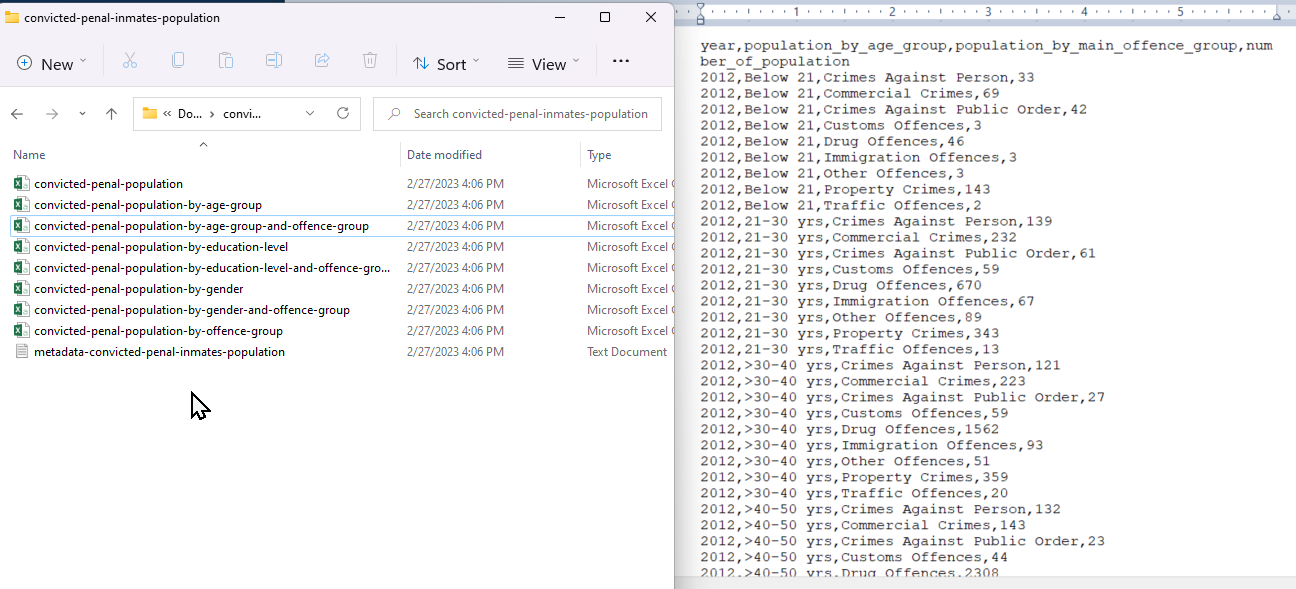 convicted-penal-inmates-population
New
Sort
View
Do...
convi...
Search convicted-penal-inmates-population
Name
Date modified
Type
convicted-penal-population
2/27/2023 4:06 PM
Microsoft Excel
convicted-penal-population-by-age-group
2/27/2023 4:06 PM
Microsoft Excel
convicted-penal-population-by-age-group-and-offence-group
2/27/2023 4:06 PM
Microsoft Excel
convicted-penal-population-by-education-level
2/27/2023 4:06 PM
Microsoft Excel
convicted-penal-population-by-education-level-and-offence-gro...
2/27/2023 4:06 PM
Microsoft Excel
convicted-penal-population-by-gender
2/27/2023 4:06 PM
Microsoft Excel
convicted-penal-population-by-gender-and-offence-group
2/27/2023 4:06 PM
Microsoft Excel
convicted-penal-population-by-offence-group
2/27/2023 4:06 PM
Microsoft Excel
metadata-convicted-penal-inmates-population
2/27/2023 4:06 PM
Text Document
1 2 3 4 5
year,population_by_age_group,population_by_main_offence_group,num
ber_of_population
2012,Below 21,Crimes Against Person,33
2012,Below 21,Commercial Crimes,69
2012,Below 21,Crimes Against Public Order,42
2012,Below 21,Customs Offences,3
2012,Below 21,Drug Offences,46
2012,Below 21,Immigration Offences,3
2012,Below 21,Other Offences,3
2012,Below 21,Property Crimes,143
2012,Below 21,Traffic Offences,2
2012,21-30 yrs,Crimes Against Person,139
2012,21-30 yrs,Commercial Crimes,232
2012,21-30 yrs,Crimes Against Public Order,61
2012,21-30 yrs,Customs Offences,59
2012,21-30 yrs,Drug Offences,670
2012,21-30 yrs,Immigration Offences,67
2012,21-30 yrs,Other Offences,89
2012,21-30 yrs,Property Crimes,343
2012,21-30 yrs,Traffic Offences,13
2012,>30-40 yrs,Crimes Against Person,121
2012,>30-40 yrs,Commercial Crimes,223
2012,>30-40 yrs,Crimes Against Public Order,27
2012,>30-40 yrs,Customs Offences,59
2012,>30-40 yrs,Drug Offences,1562
2012,>30-40 yrs,Immigration Offences,93
2012,>30-40 yrs,Other Offences,51
2012,>30-40 yrs,Property Crimes,359
2012,>30-40 yrs,Traffic Offences,20
2012,>40-50 yrs,Crimes Against Person,132
2012,>40-50 yrs,Commercial Crimes,143
2012,>40-50 yrs,Crimes Against Public Order,23
2012,>40-50 yrs,Customs Offences,44
2012,>40-50 yrs,Drug Offences,2308